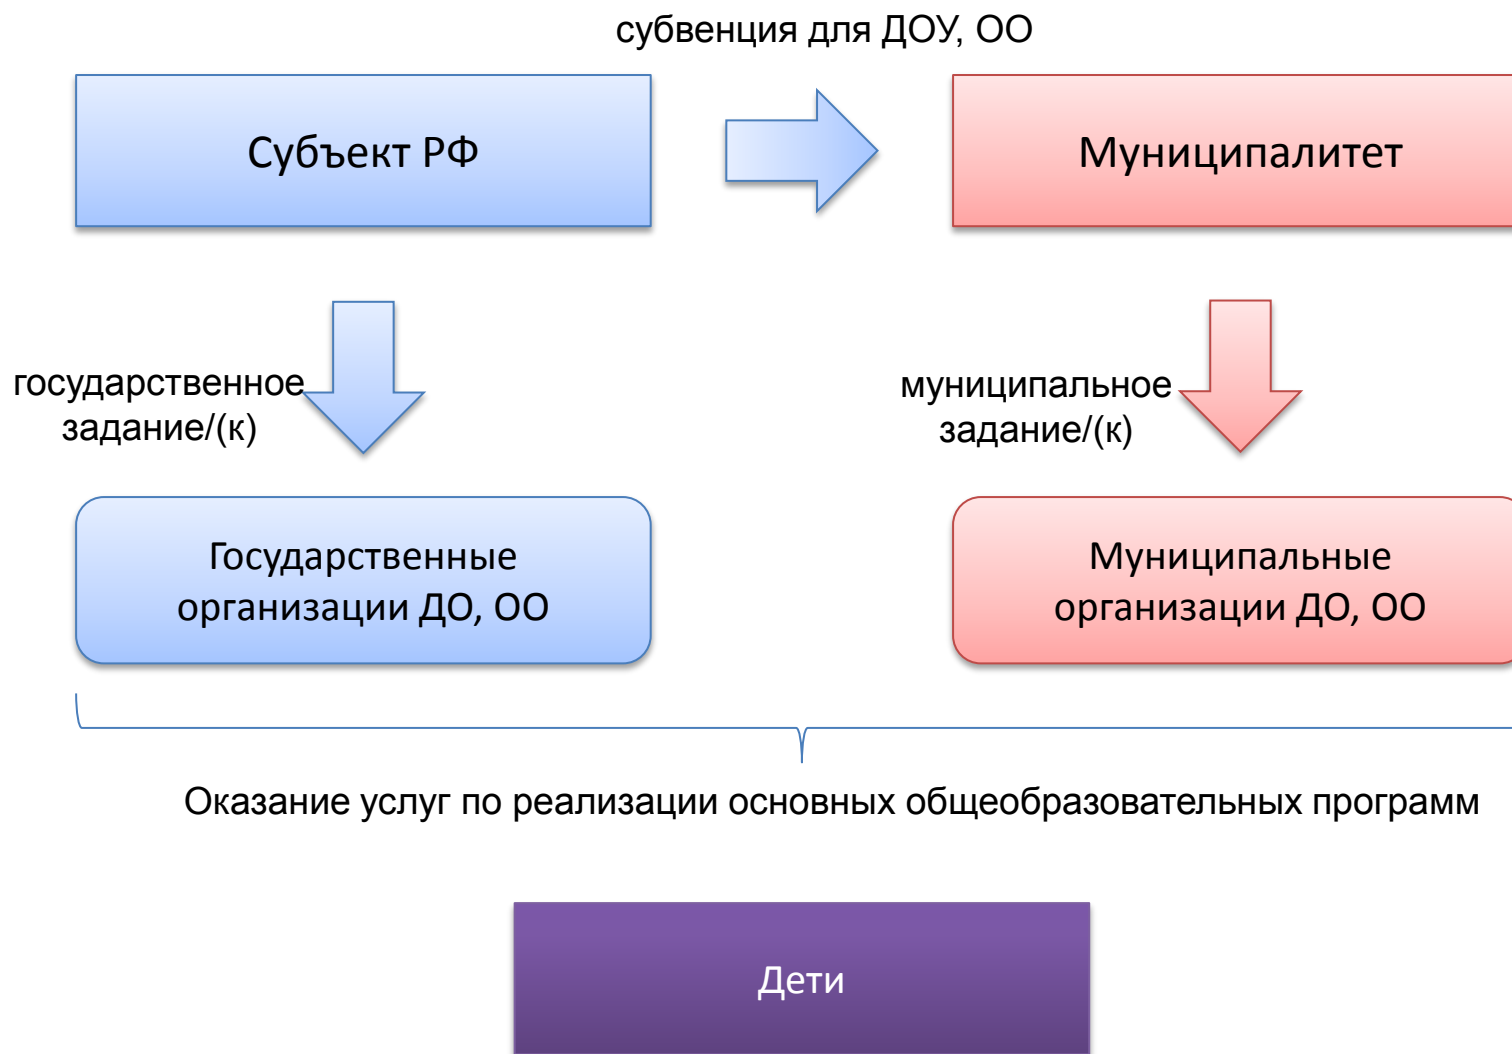 субвенция для ДОУ, ОО
Субъект РФ
Муниципалитет
государственное
задание/(к)
муниципальное
задание/(к)
Государственные
организации ДО, ОО
Муниципальные
организации ДО, ОО
Оказание услуг по реализации основных общеобразовательных программ
Дети